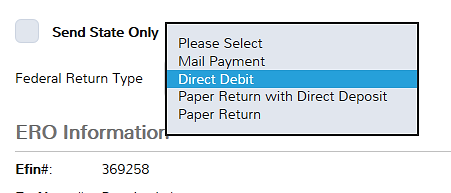 Send State Only
Please Select
Mail Payment
Federal Return Type
Direct Debit
Paper Return with Direct Deposit
Paper Return
ERO Information
Efin#: 369258